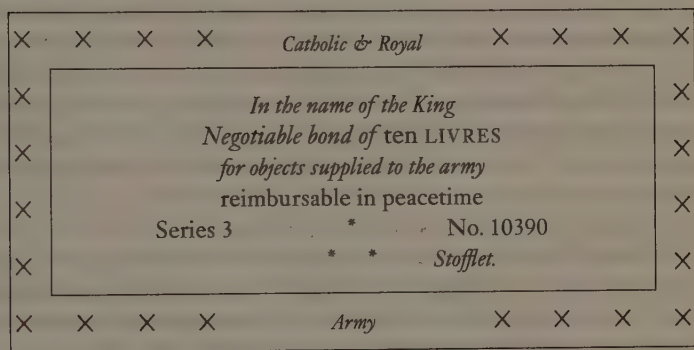 Catholic & Royal
In the name of the King
Negotiable bond of ten LIVRES
for objects supplied to the army
reimbursable in peacetime
Series 3 * No. 10390
* * Stofflet.
Army